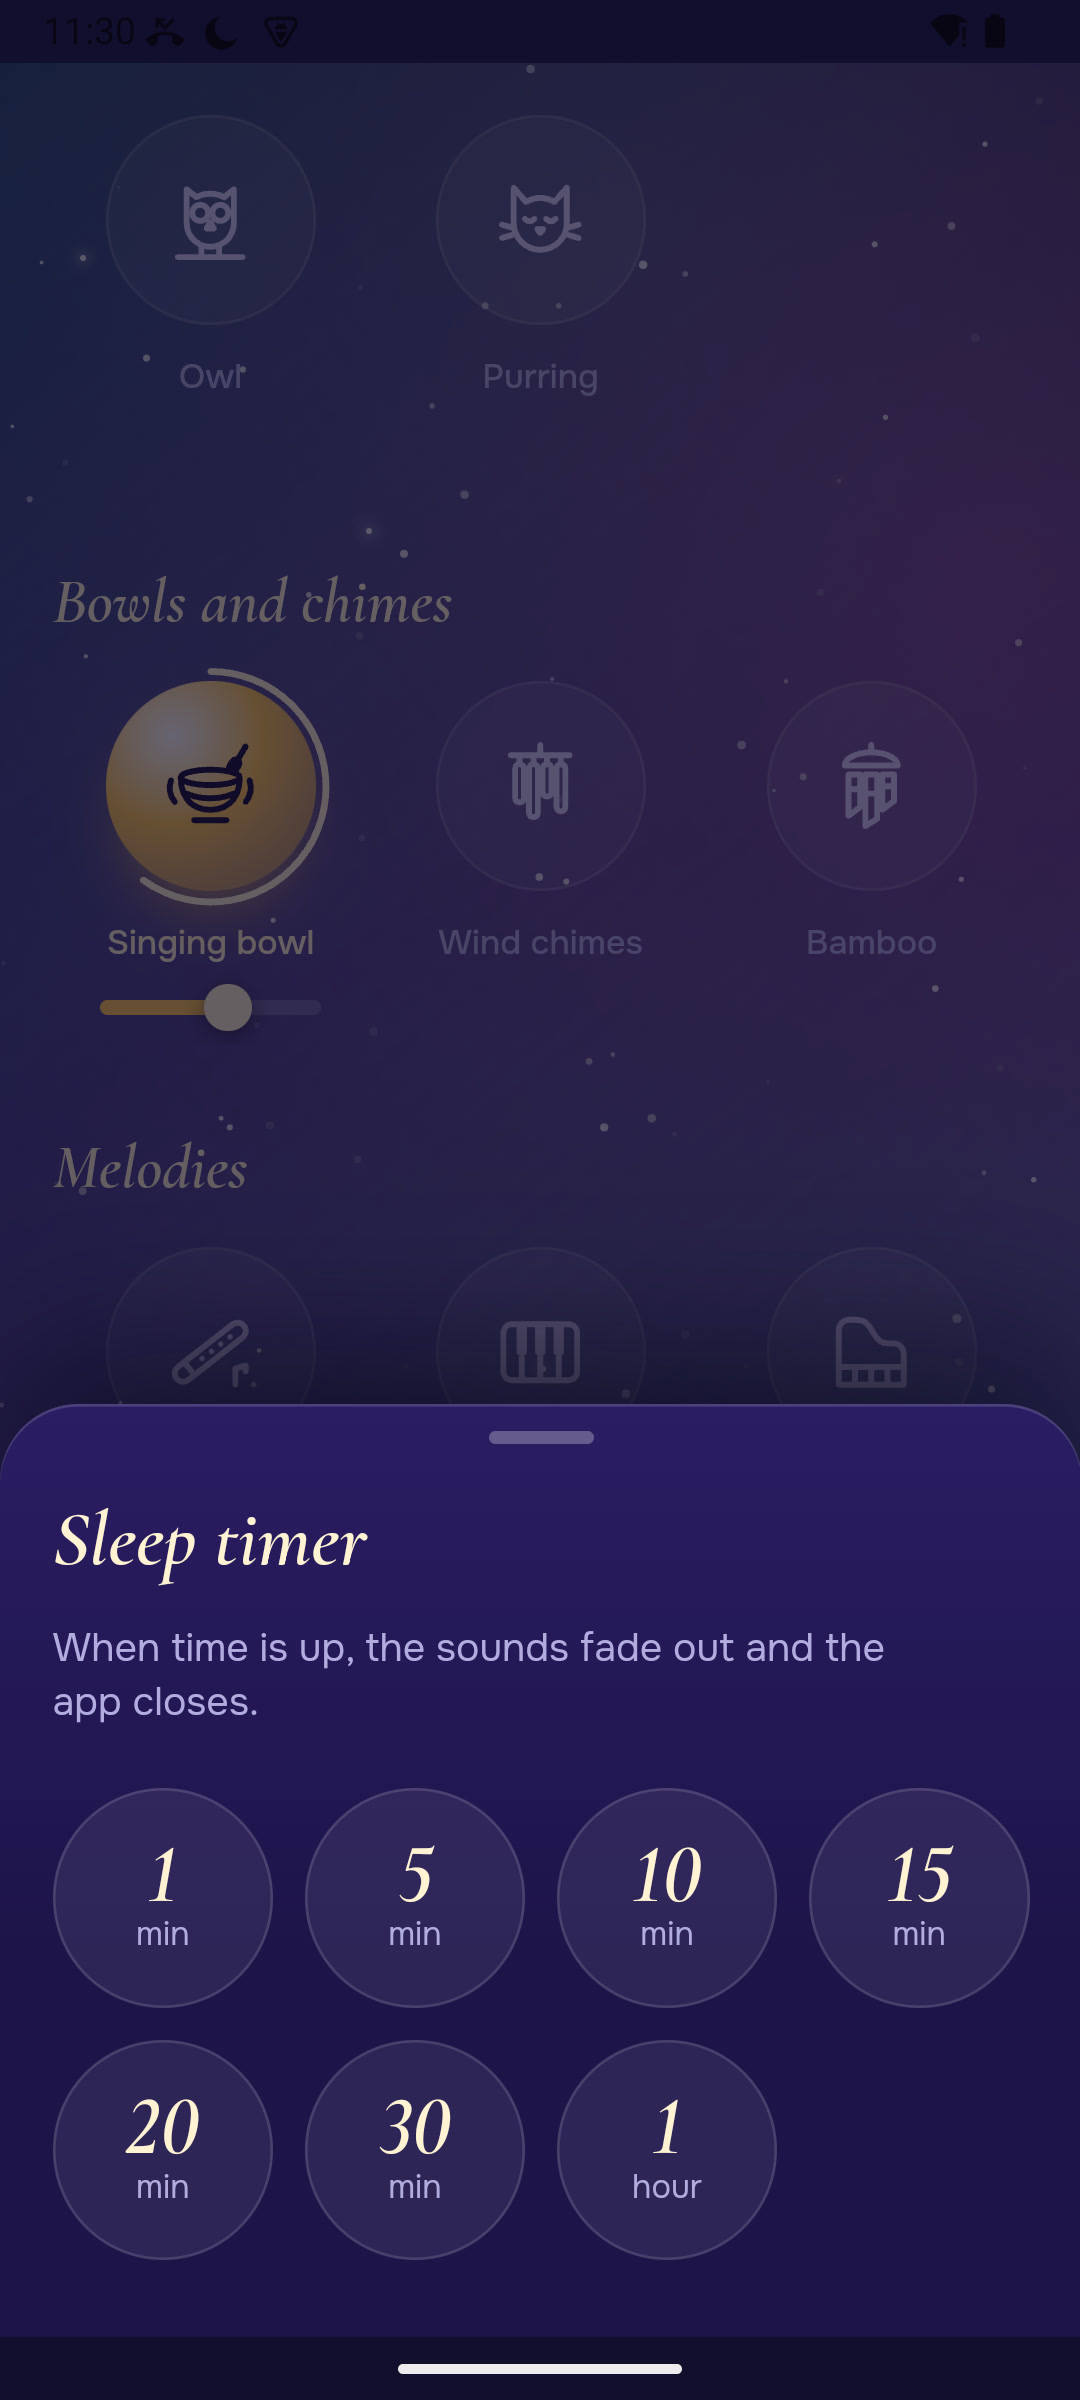 11:30
Owl
Purring
Bowls and chimes
Singing bowl
Wind chimes
Bamboo
Melodies
Sleep timer
When time is up, the sounds fade out and the
app closes.
1
min
5
min
10
min
15
min
20
min
30
min
1
hour